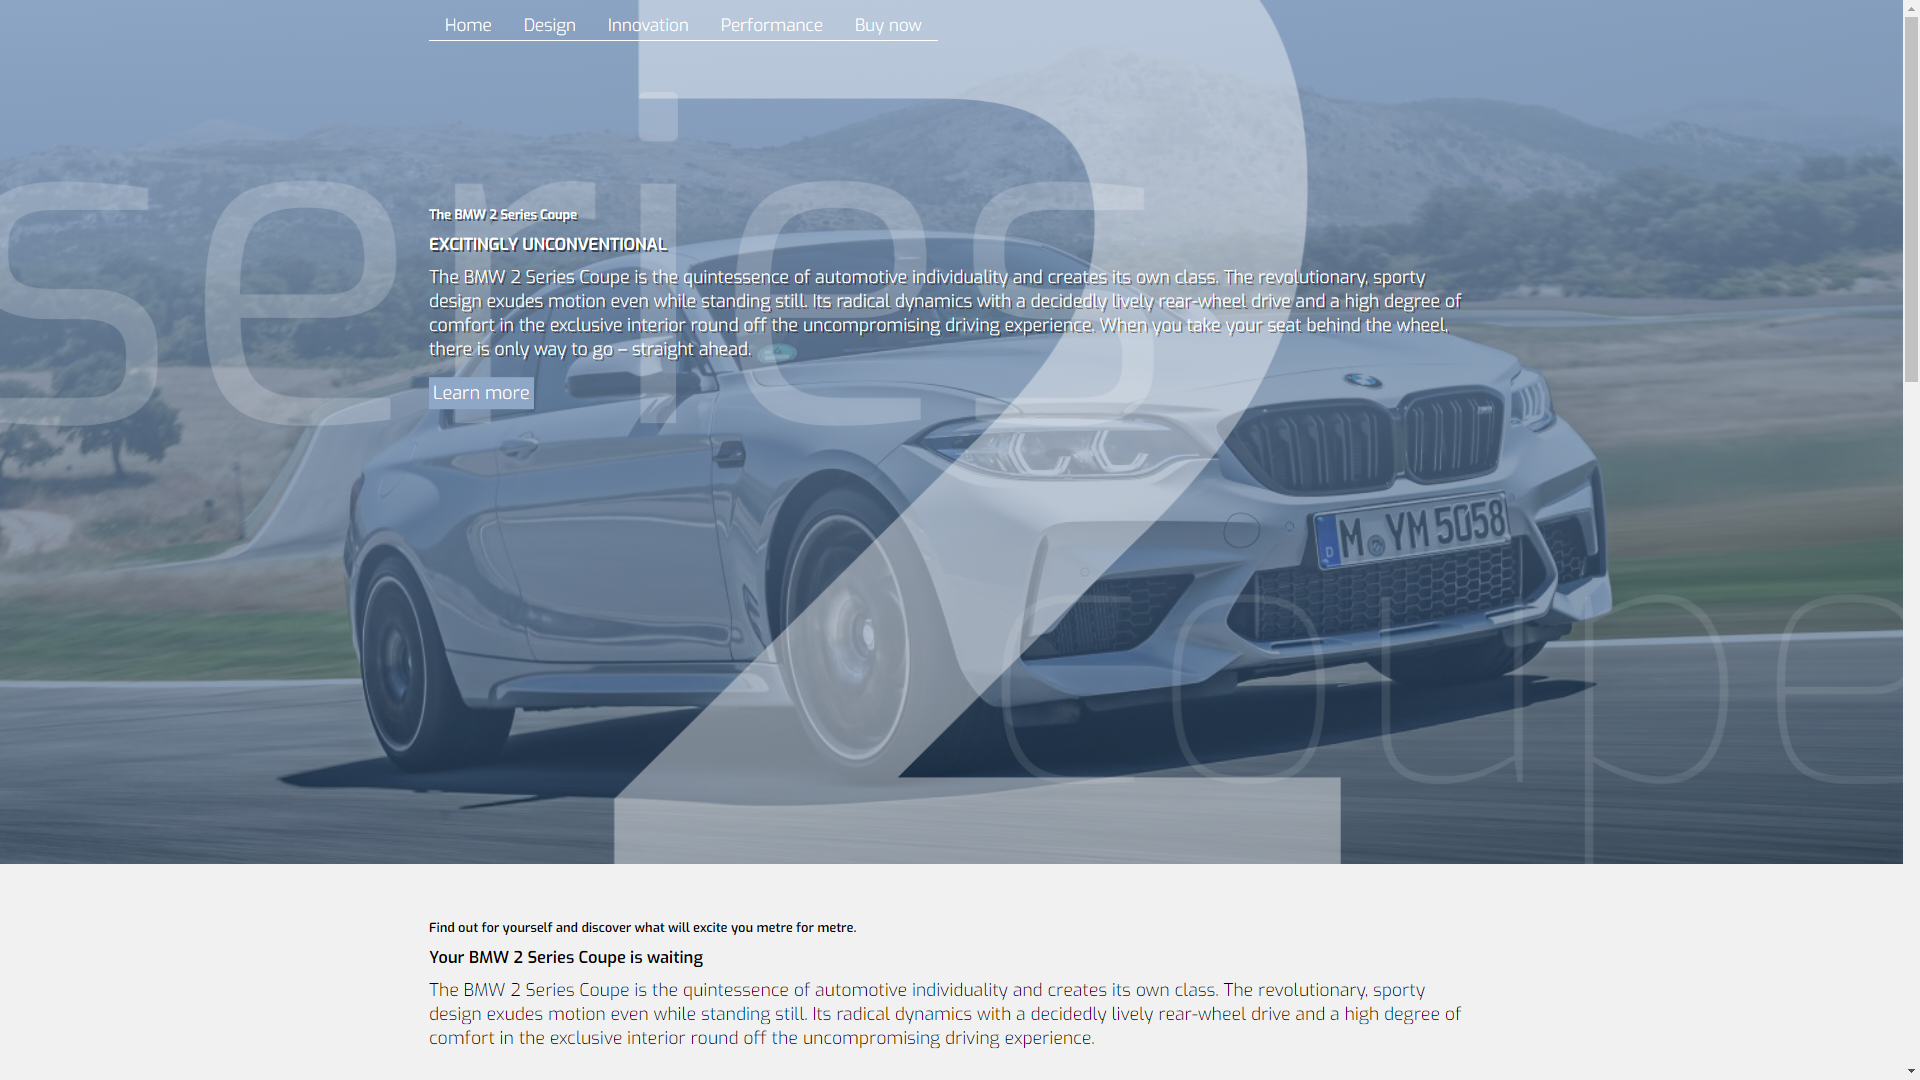 Home Design Innovation Performance Buy now
2
series
The BMW 2 Series Coupe
EXCITINGLY UNCONVENTIONAL
The BMW 2 Series Coupe is the quintessence of automotive individuality and creates its own class. The revolutionary, sporty
design exudes motion even while standing still. Its radical dynamics with a decidedly lively rear-wheel drive and a high degree of
comfort in the exclusive interior round off the uncompromising driving experience. When you take your seat behind the wheel,
there is only way to go – straight ahead.
Learn more
D M YM 5058
coupe
Find out for yourself and discover what will excite you metre for metre.
Your BMW 2 Series Coupe is waiting
The BMW 2 Series Coupe is the quintessence of automotive individuality and creates its own class. The revolutionary, sporty
design exudes motion even while standing still. Its radical dynamics with a decidedly lively rear-wheel drive and a high degree of
comfort in the exclusive interior round off the uncompromising driving experience.